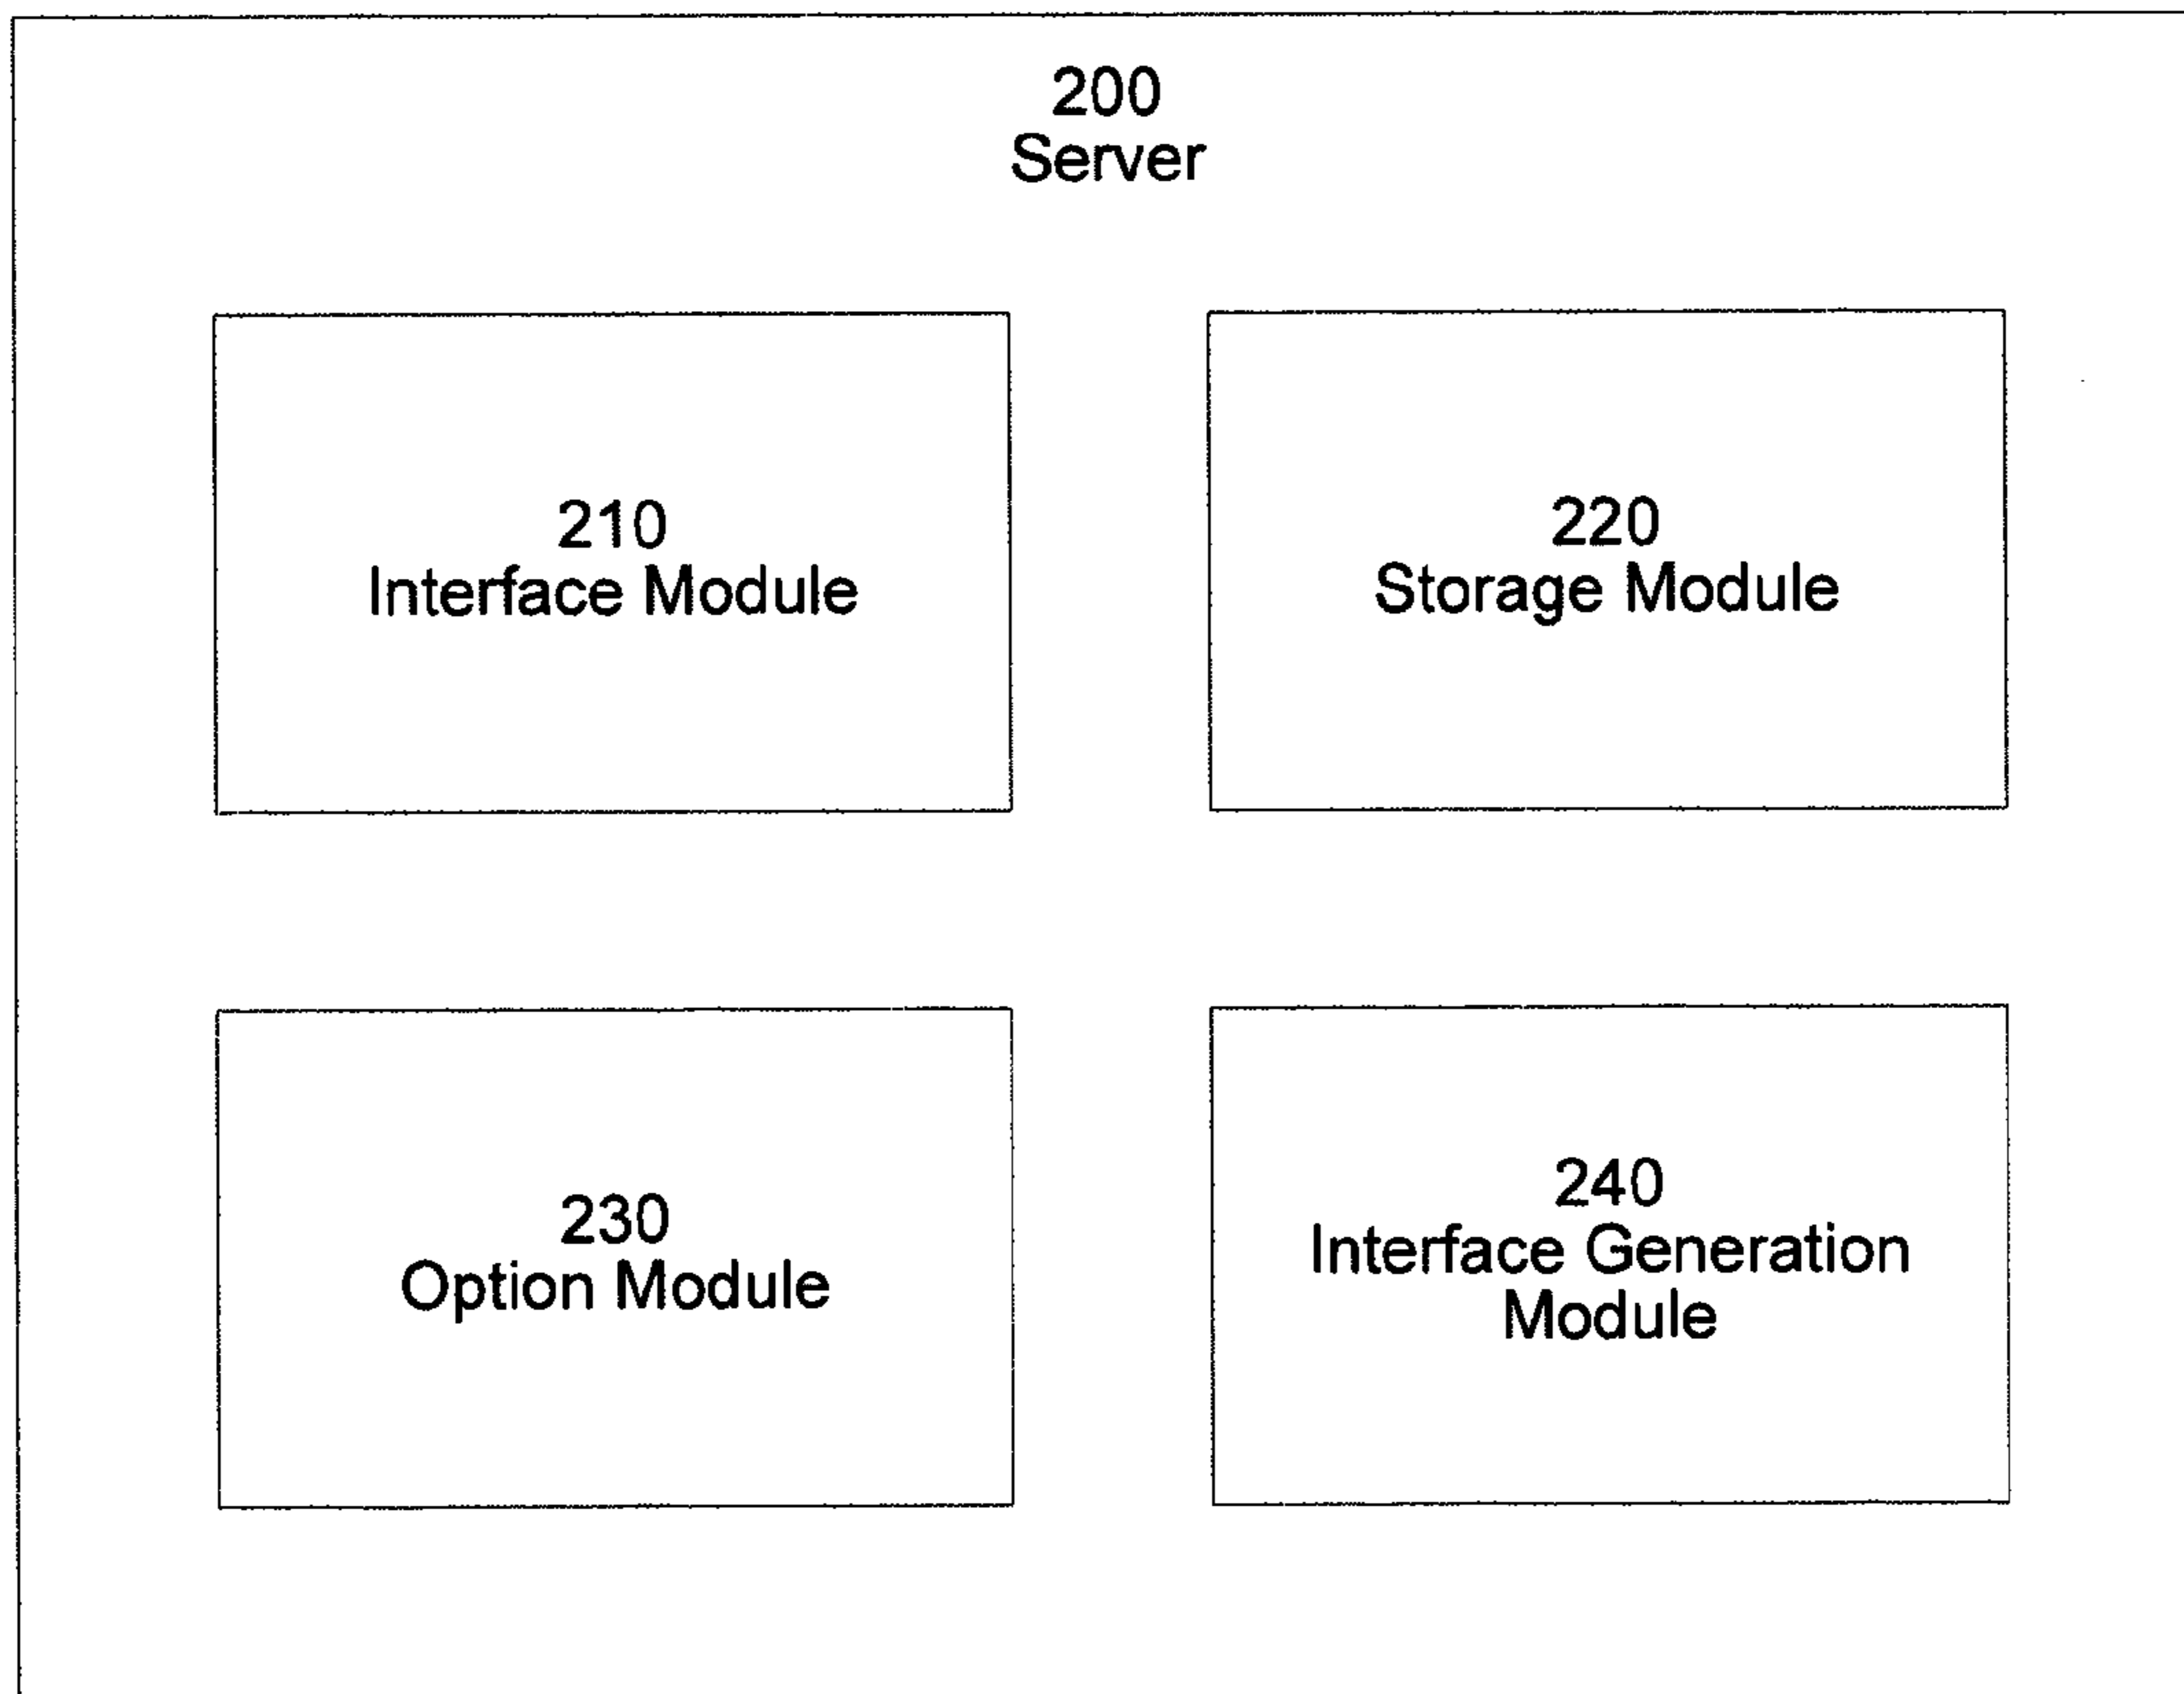 200
Server
210
Interface Module
220
Storage Module
230
Option Module
240
Interface Generation
Module